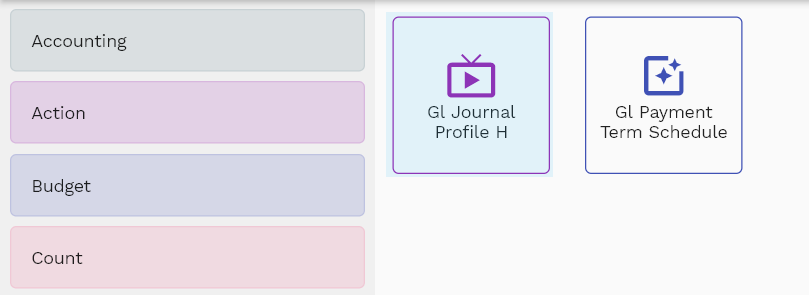 Accounting
Action
Budget
Count
Gl Journal
Profile H
Gl Payment
Term Schedule